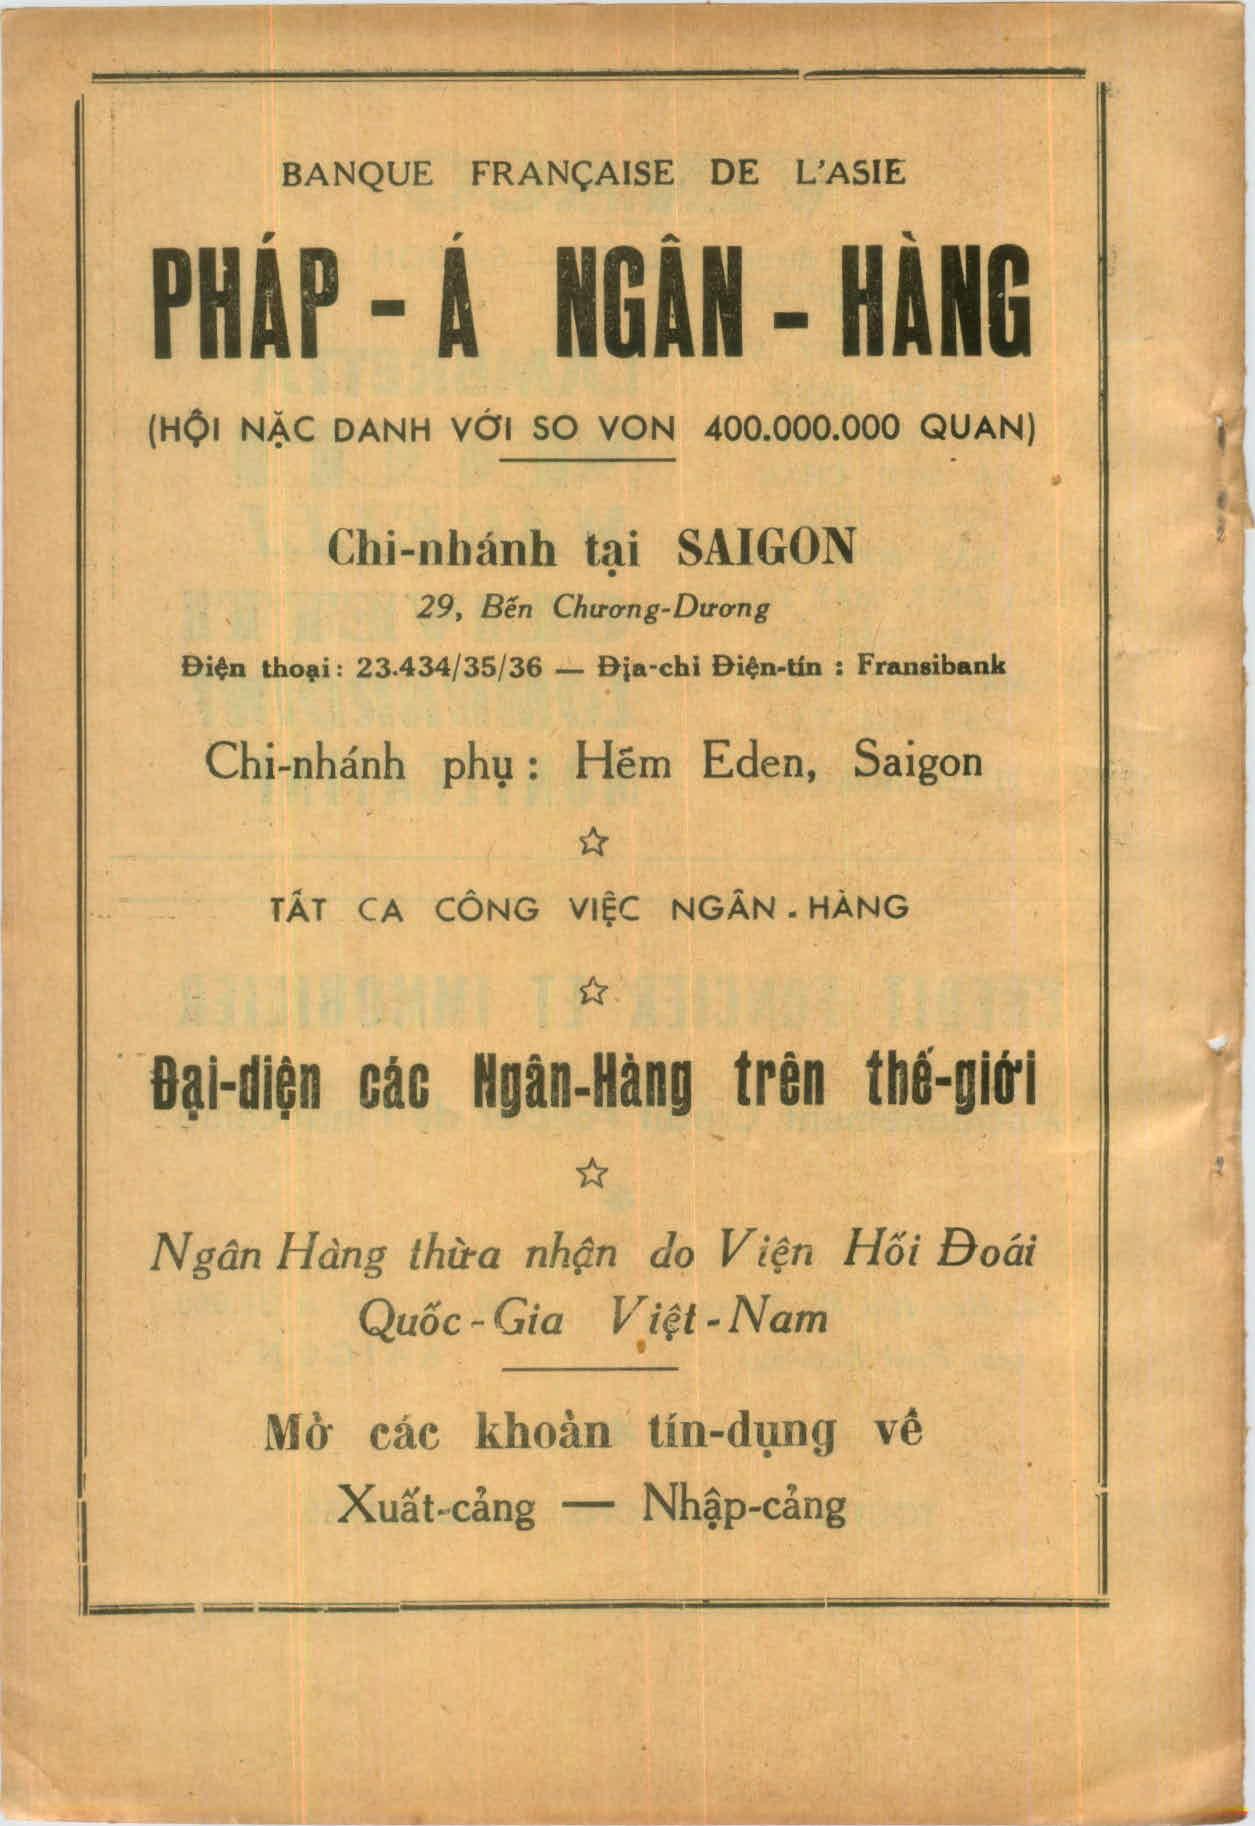 BANQUE FRANÇAISE DE L'ASIE
PHÁP - Á NGÂN - HÀNG
(HỘI NẶC DANH VỚI SO VON 400.000.000 QUAN)
Chi-nhánh tại SAIGON
29, Bến Chương-Dương
Điện thoại: 23.434/35/36 — Địa-chỉ Điện-tín : Fransibank
Chi-nhánh phụ : Hẻm Eden, Saigon
☆
TẤT CA CÔNG VIỆC NGÂN - HÀNG
☆
Đại-diện các Ngân-Hàng trên thế-giới
☆
Ngân Hàng thừa nhận do Viện Hối Đoái
Quốc - Gia Việt - Nam
Mở các khoản tín-dụng về
Xuất-cảng — Nhập-cảng